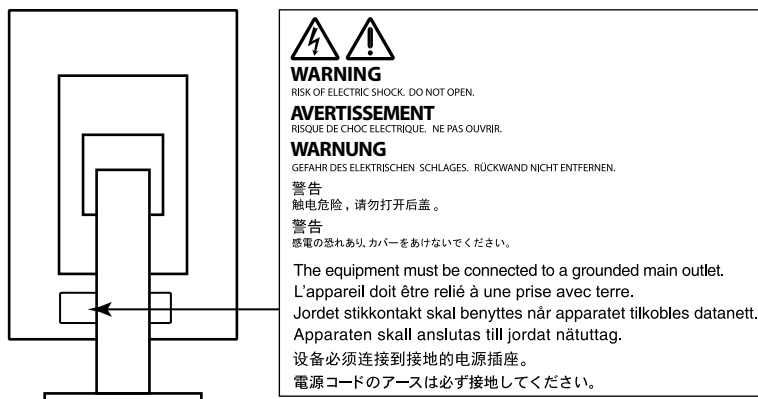 WARNING
RISK OF ELECTRIC SHOCK. DO NOT OPEN.
AVERTISSEMENT
RISQUE DE CHOC ELECTRIQUE. NE PAS OUVRIR.
WARNUNG
GEFAHR DES ELEKTRISCHEN SCHLAGES. RÜCKWAND NICHT ENTFERNEN.
警告
触电危险，请勿打开后盖。
警告
感電の恐れあり、カバーをあけないでください。
The equipment must be connected to a grounded main outlet.
L'appareil doit être relié à une prise avec terre.
Jordet stikkontakt skal benyttes når apparatet tilkobles datanett.
Apparaten skall anslutas till jordat nätuttag.
设备必须连接到接地的电源插座。
電源コードのアースは必ず接地してください。